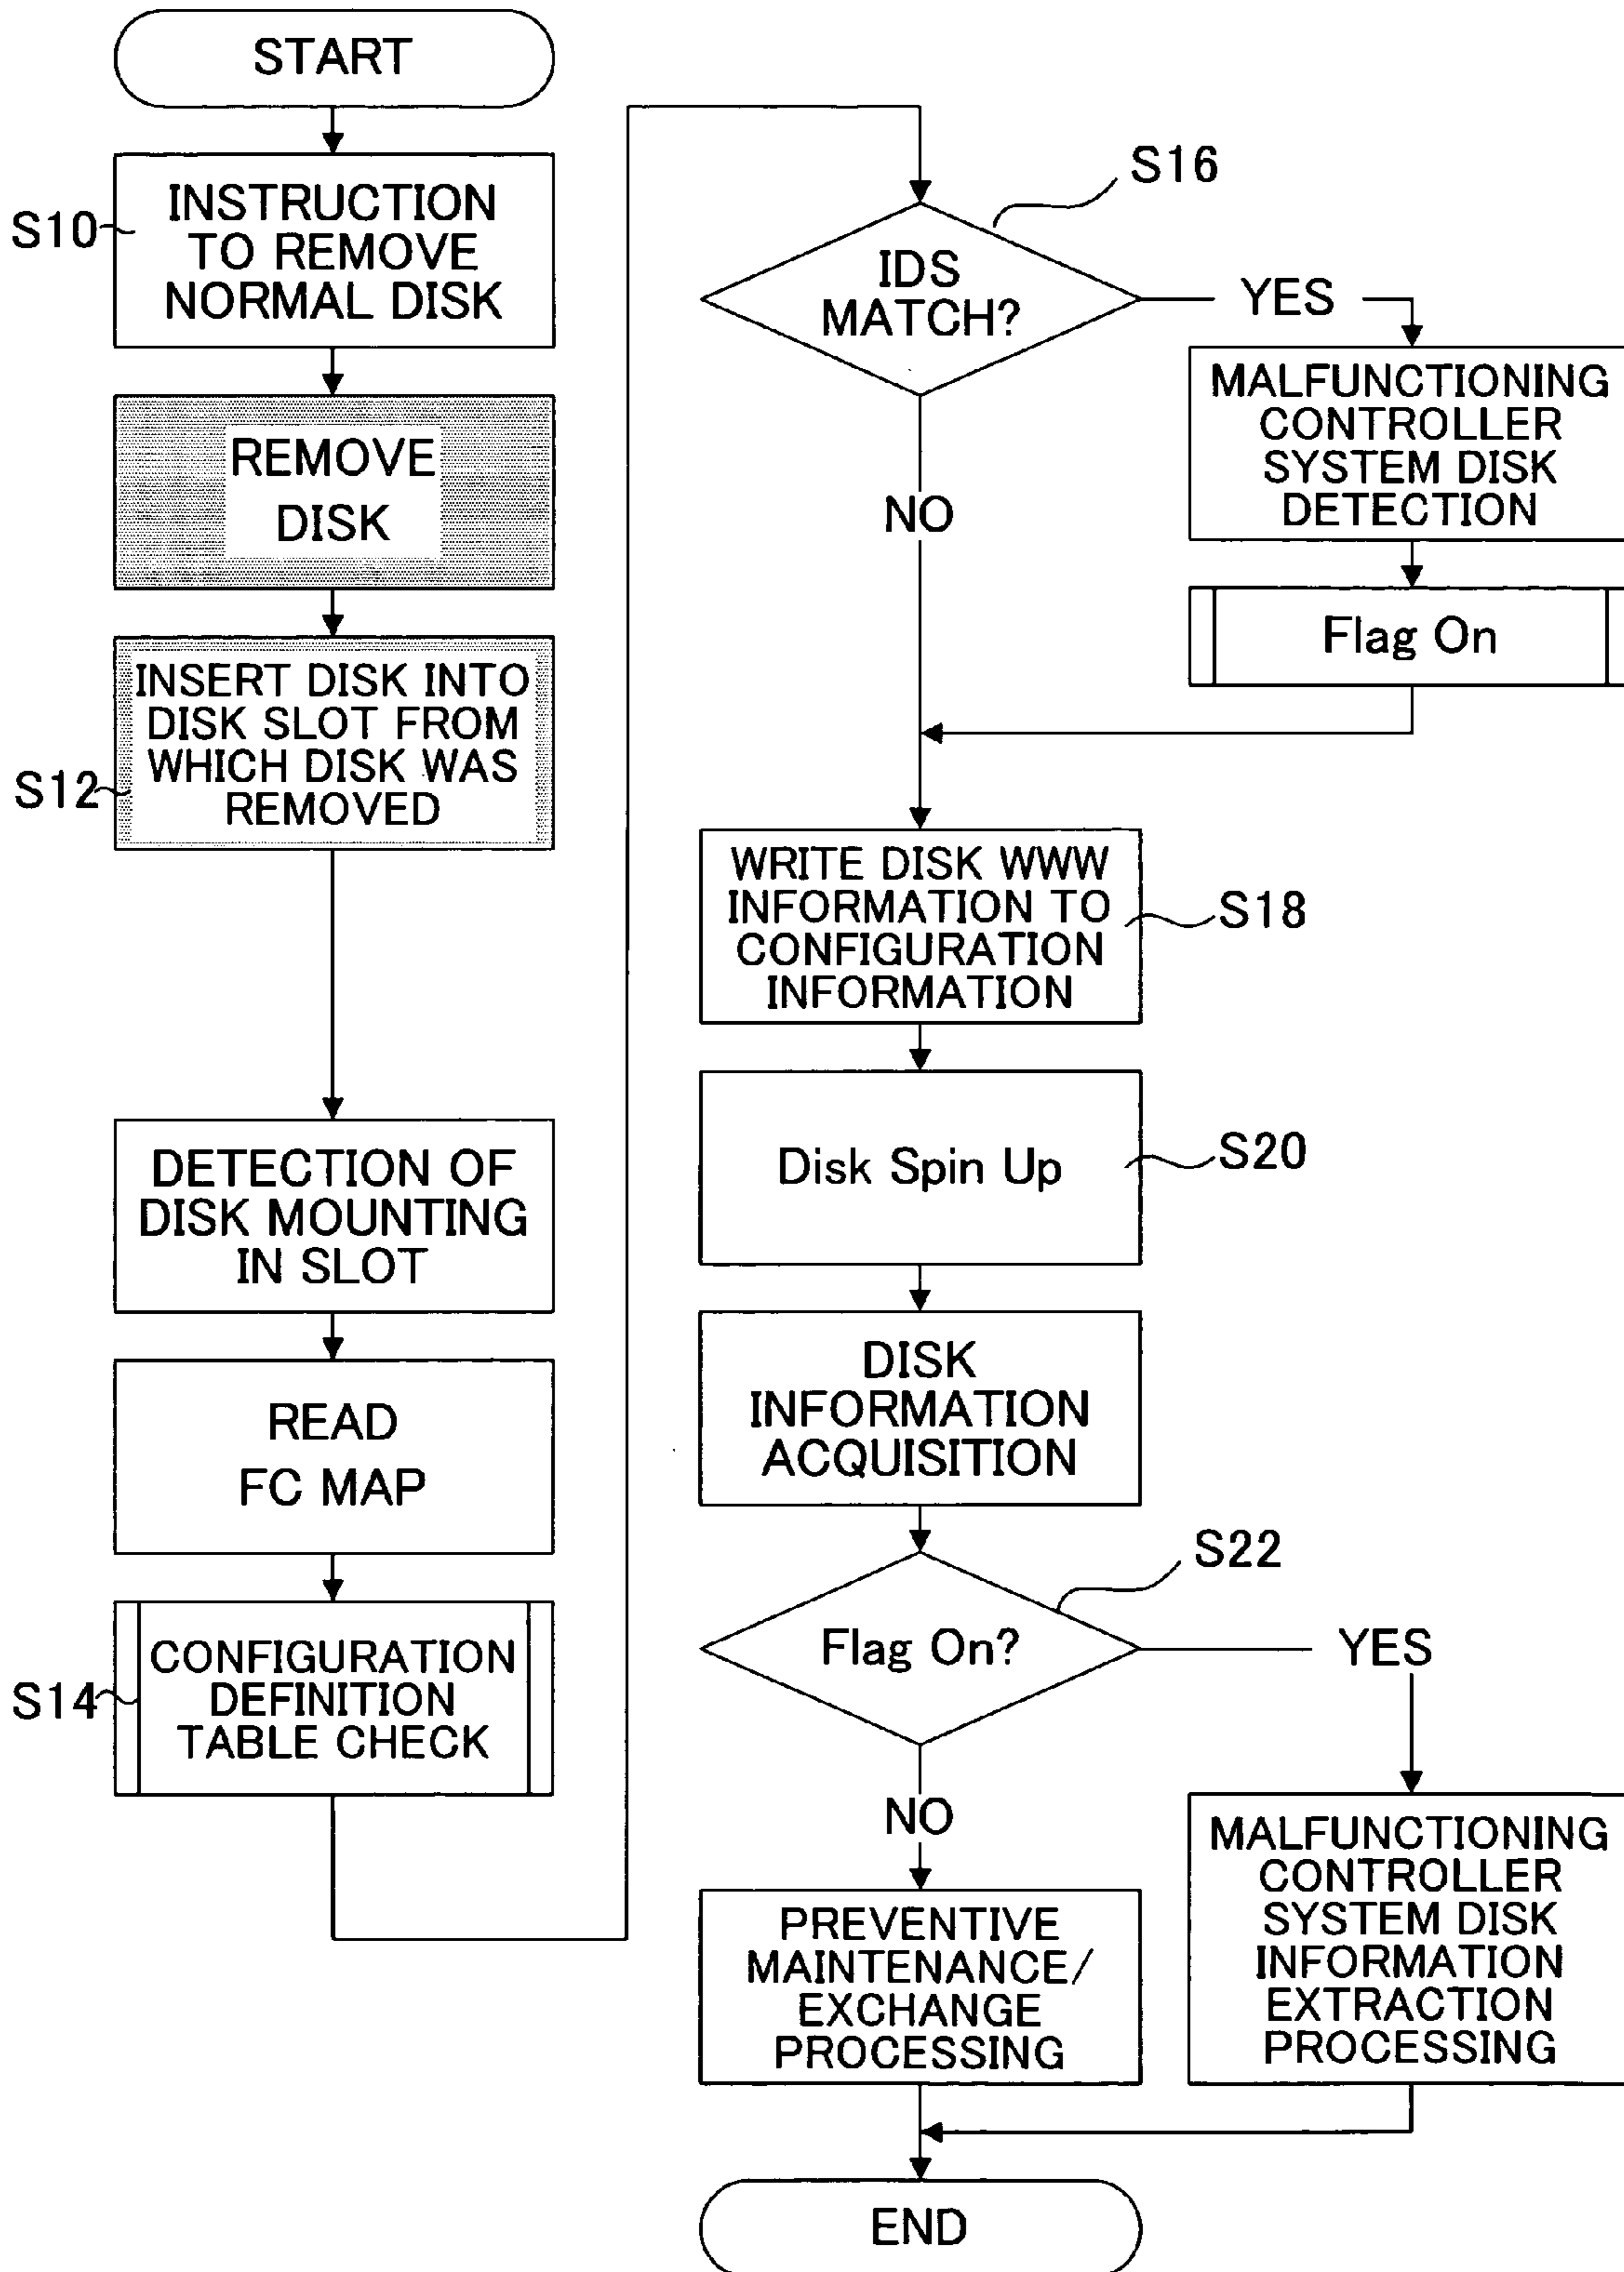 START
S10
INSTRUCTION
TO REMOVE
NORMAL DISK
REMOVE
DISK
S12
INSERT DISK INTO
DISK SLOT FROM
WHICH DISK WAS
REMOVED
DETECTION OF
DISK MOUNTING
IN SLOT
READ
FC MAP
S14
CONFIGURATION
DEFINITION
TABLE CHECK
S16
IDS
MATCH?
YES
NO
MALFUNCTIONING
CONTROLLER
SYSTEM DISK
DETECTION
Flag On
WRITE DISK WWW
INFORMATION TO
CONFIGURATION
INFORMATION
S18
Disk Spin Up
S20
DISK
INFORMATION
ACQUISITION
S22
Flag On?
YES
NO
PREVENTIVE
MAINTENANCE/
EXCHANGE
PROCESSING
MALFUNCTIONING
CONTROLLER
SYSTEM DISK
INFORMATION
EXTRACTION
PROCESSING
END